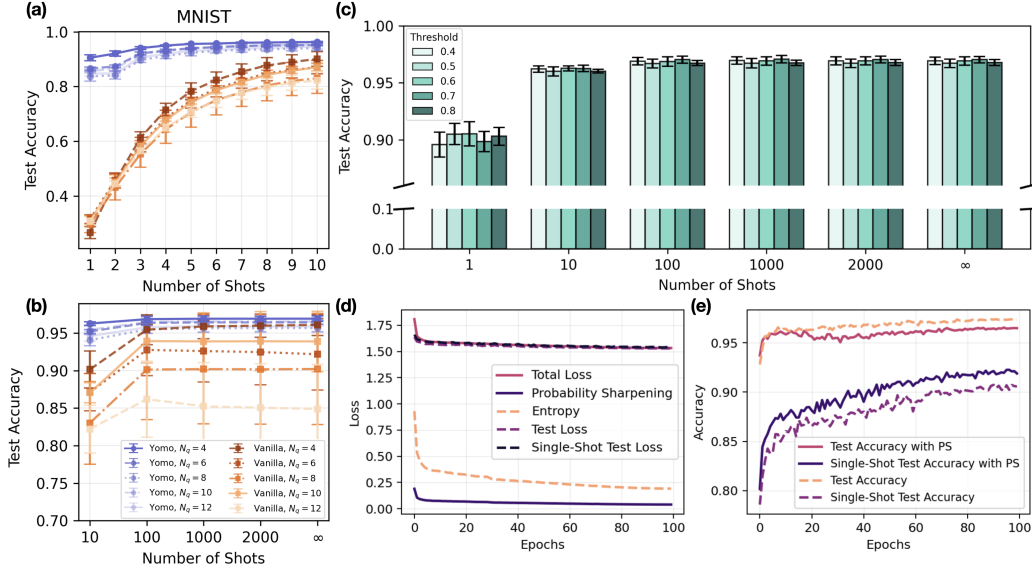 (a)
MNIST
1.0
0.8
0.6
0.4
Test Accuracy
1 2 3 4 5 6 7 8 9 10
Number of Shots
(c)
Threshold
0.4
0.5
0.6
0.7
0.8
1.00
0.95
0.90
0.1
0.0
Test Accuracy
1 10 100 1000 2000 ∞
Number of Shots
(b)
0.95
0.90
0.85
0.80
0.75
0.70
Test Accuracy
Yomo, N_q = 4
Yomo, N_q = 6
Yomo, N_q = 8
Yomo, N_q = 10
Yomo, N_q = 12
Vanilla, N_q = 4
Vanilla, N_q = 6
Vanilla, N_q = 8
Vanilla, N_q = 10
Vanilla, N_q = 12
10 100 1000 2000 ∞
Number of Shots
(d)
1.75
1.50
1.25
1.00
0.75
0.50
0.25
0.00
Loss
Total Loss
Probability Sharpening
Entropy
Test Loss
Single-Shot Test Loss
0 20 40 60 80 100
Epochs
(e)
0.95
0.90
0.85
0.80
Accuracy
Test Accuracy with PS
Single-Shot Test Accuracy with PS
Test Accuracy
Single-Shot Test Accuracy
0 20 40 60 80 100
Epochs